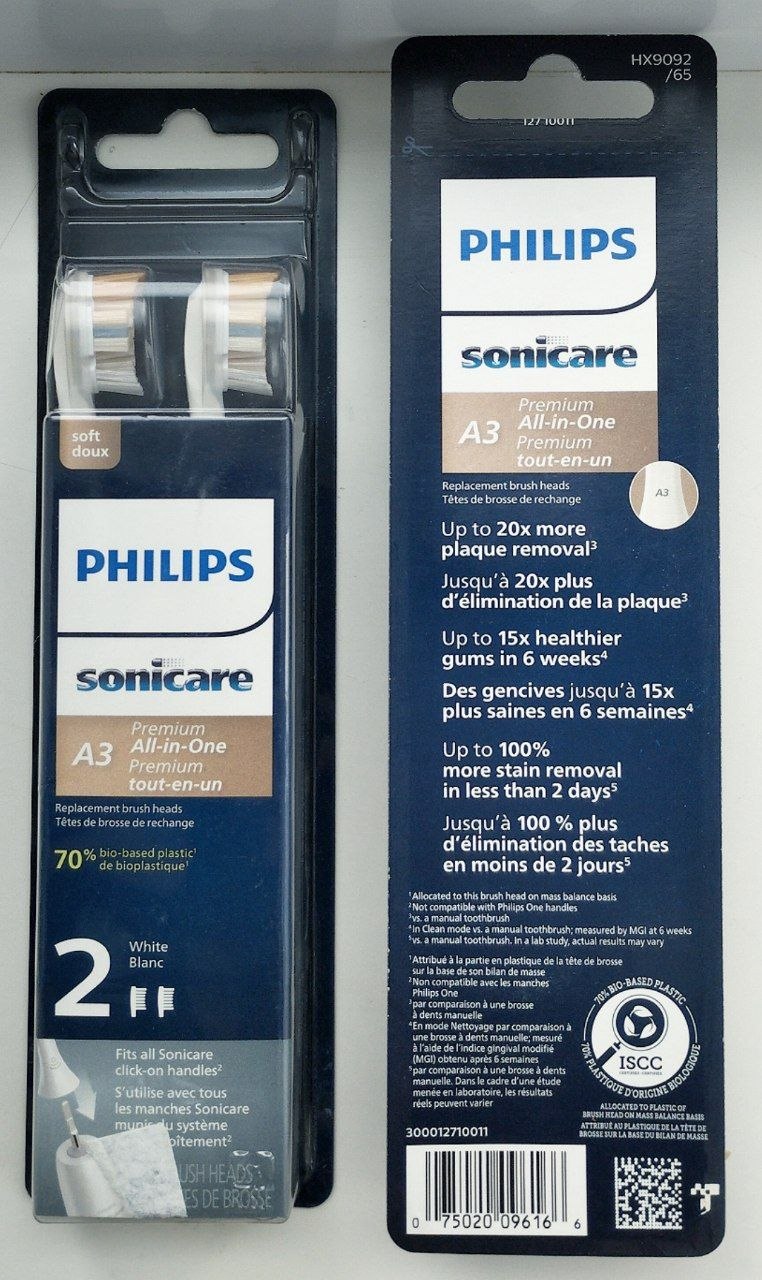 soft
doux
PHILIPS
sonicare
A3
Premium
All-in-One
Premium
tout-en-un
Replacement brush heads
Têtes de brosse de rechange
70% bio-based plastic¹
de bioplastique¹
2
White
Blanc
Fits all Sonicare
click-on handles²
S'utilise avec tous
les manches Sonicare
munis du système
HX9092
/65
12710011
PHILIPS
sonicare
A3
Premium
All-in-One
Premium
tout-en-un
Replacement brush heads
Têtes de brosse de rechange
A3
Up to 20x more
plaque removal³
Jusqu'à 20x plus
d'élimination de la plaque³
Up to 15x healthier
gums in 6 weeks⁴
Des gencives jusqu'à 15x
plus saines en 6 semaines⁴
Up to 100%
more stain removal
in less than 2 days⁵
Jusqu'à 100 % plus
d'élimination des taches
en moins de 2 jours⁵
¹Allocated to this brush head on mass balance basis
²Not compatible with Philips One handles
³vs. a manual toothbrush
⁴In Clean mode vs. a manual toothbrush; measured by MGI at 6 weeks
⁵vs. a manual toothbrush. In a lab study, actual results may vary
¹Attribué à la partie en plastique de la tête de brosse
sur la base de son bilan de masse
²Non compatible avec les manches
Philips One
³par comparaison à une brosse
à dents manuelle
⁴En mode Nettoyage par comparaison à
une brosse à dents manuelle; mesuré
à l'aide de l'indice gingival modifié
(MGI) obtenu après 6 semaines
⁵par comparaison à une brosse à dents
manuelle. Dans le cadre d'une étude
menée en laboratoire, les résultats
réels peuvent varier
70% BIO-BASED PLASTIC
ISCC
70% PLASTIQUE D'ORIGINE BIOLOGIQUE
ALLOCATED TO PLASTIC OF
BRUSH HEAD ON MASS BALANCE BASIS
ATTRIBUÉ AU PLASTIQUE DE LA TÊTE DE
BROSSE SUR LA BASE DU BILAN DE MASSE
300012710011
0 75020 09616 6